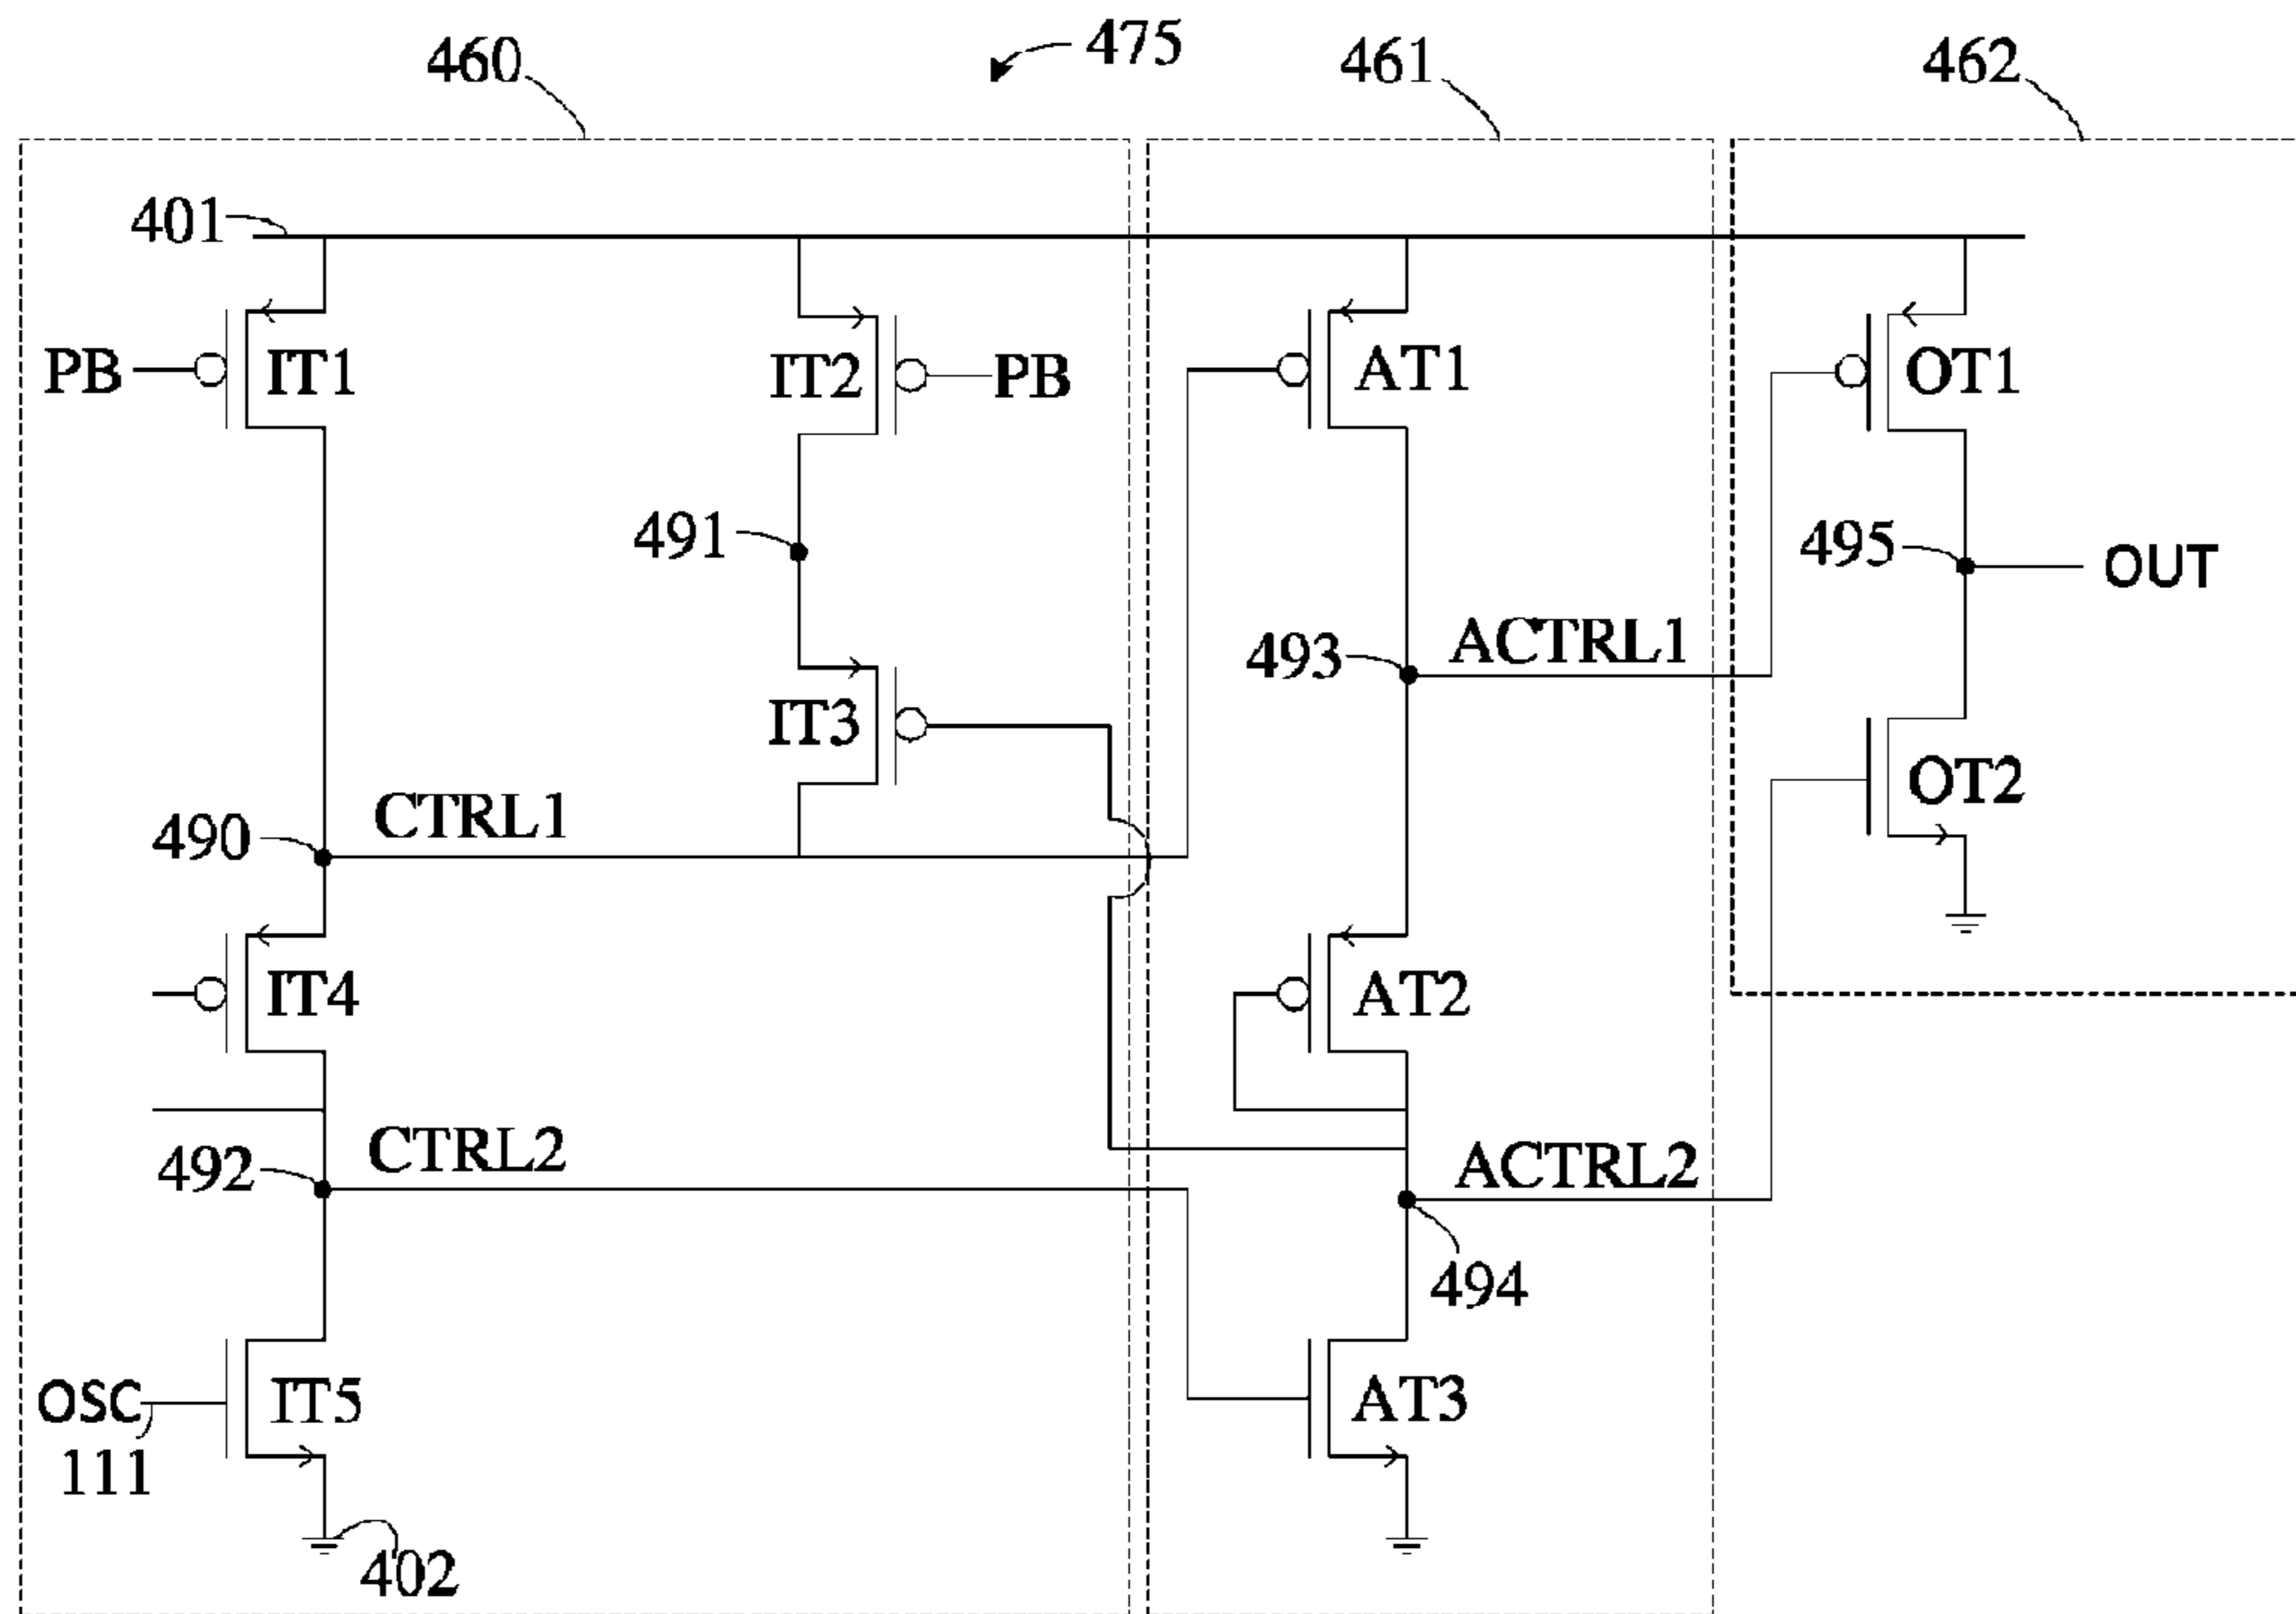 475
460
461
462
401
PB
IT1
IT2
PB
AT1
OT1
491
495
OUT
493
ACTRL1
IT3
OT2
CTRL1
490
IT4
AT2
CTRL2
492
ACTRL2
494
OSC
111
IT5
AT3
402